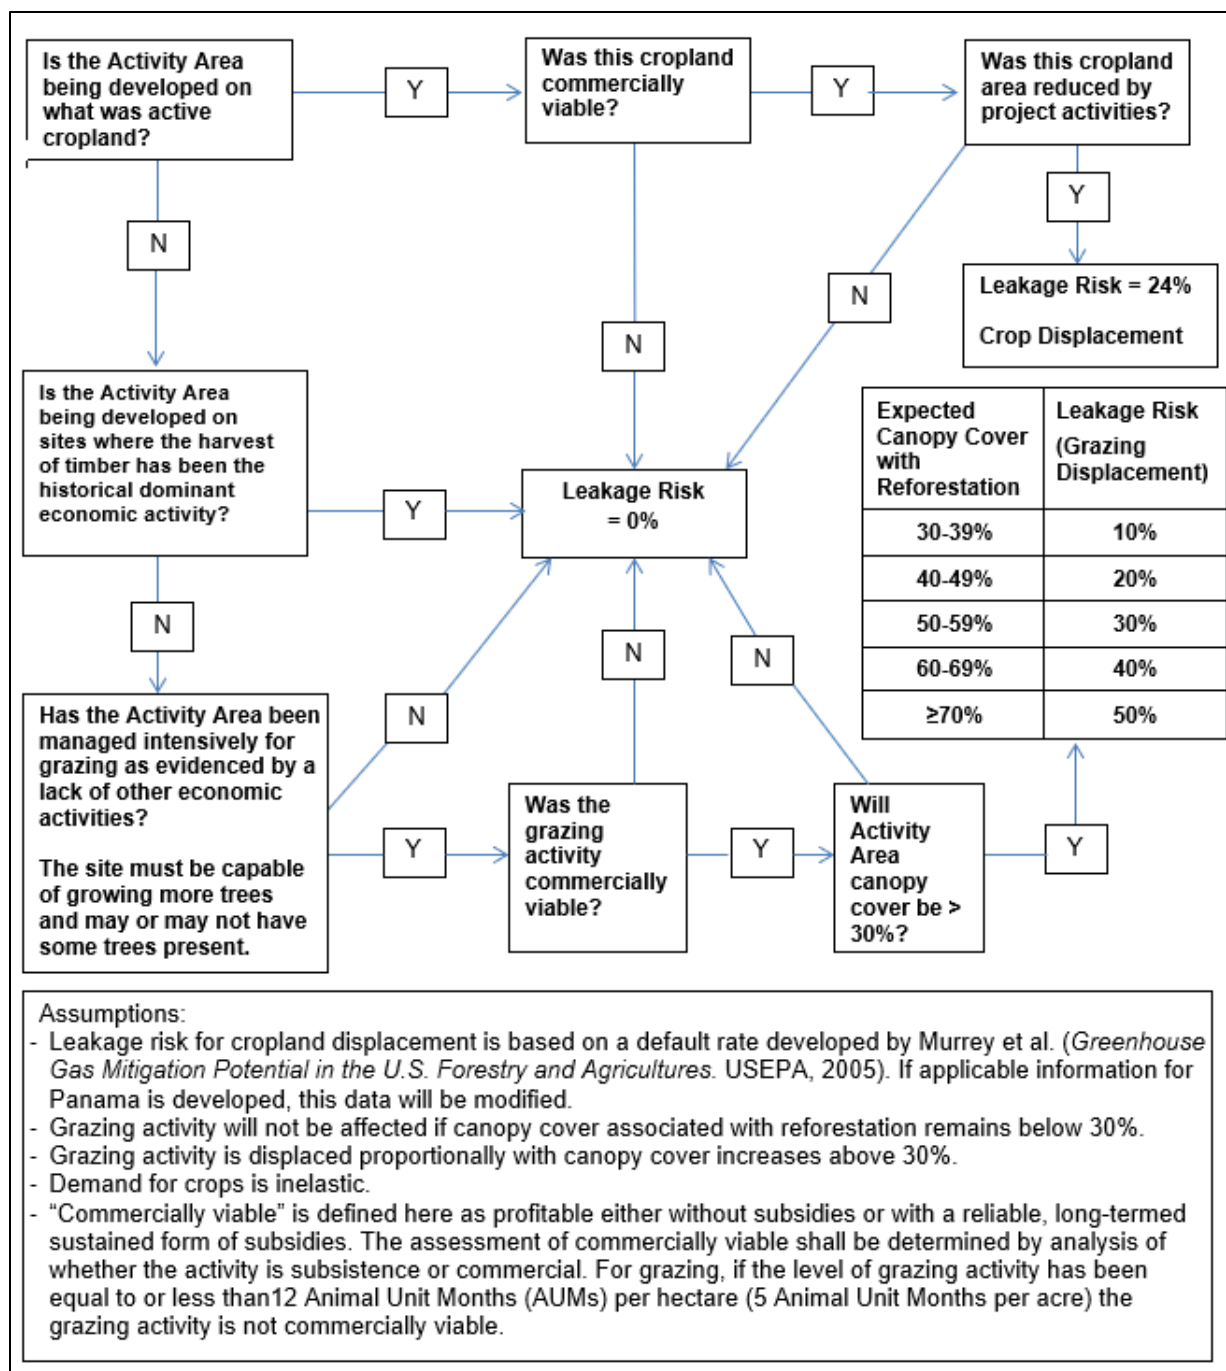 Is the Activity Area
being developed on
what was active
cropland?
Y
Was this cropland
commercially
viable?
Y
Was this cropland
area reduced by
project activities?
N
Y
N
N
Leakage Risk = 24%
Crop Displacement
Is the Activity Area
being developed on
sites where the harvest
of timber has been the
historical dominant
economic activity?
Y
Leakage Risk
= 0%
Expected
Canopy Cover
with
Reforestation
Leakage Risk
(Grazing
Displacement)
30-39% 10%
40-49% 20%
50-59% 30%
60-69% 40%
≥70% 50%
N
N
N
N
Has the Activity Area been
managed intensively for
grazing as evidenced by a
lack of other economic
activities?
The site must be capable
of growing more trees
and may or may not have
some trees present.
Y
Was the
grazing
activity
commercially
viable?
Y
Will
Activity
Area
canopy
cover be >
30%?
Y
Assumptions:
- Leakage risk for cropland displacement is based on a default rate developed by Murrey et al. (Greenhouse
Gas Mitigation Potential in the U.S. Forestry and Agricultures. USEPA, 2005). If applicable information for
Panama is developed, this data will be modified.
- Grazing activity will not be affected if canopy cover associated with reforestation remains below 30%.
- Grazing activity is displaced proportionally with canopy cover increases above 30%.
- Demand for crops is inelastic.
- “Commercially viable” is defined here as profitable either without subsidies or with a reliable, long-termed
sustained form of subsidies. The assessment of commercially viable shall be determined by analysis of
whether the activity is subsistence or commercial. For grazing, if the level of grazing activity has been
equal to or less than12 Animal Unit Months (AUMs) per hectare (5 Animal Unit Months per acre) the
grazing activity is not commercially viable.